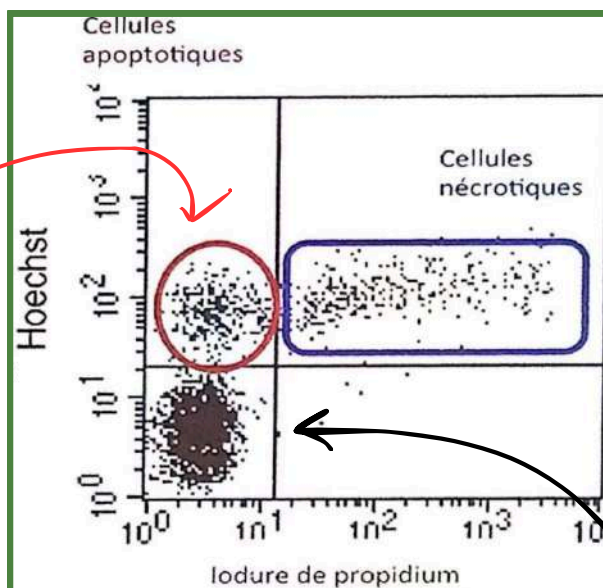 Cellules
apoptotiques
10⁴
Cellules
nécrotiques
10³
Hoechst
10²
10¹
10⁰
10⁰ 10¹ 10² 10³
Iodure de propidium